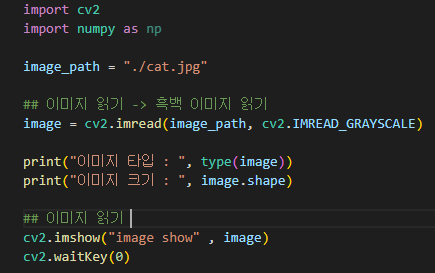 import cv2
import numpy as np
image_path = "./cat.jpg"
## 이미지 읽기 -> 흑백 이미지 읽기
image = cv2.imread(image_path, cv2.IMREAD_GRAYSCALE)
print("이미지 타입 : ", type(image))
print("이미지 크기 : ", image.shape)
## 이미지 읽기
cv2.imshow("image show" , image)
cv2.waitKey(0)